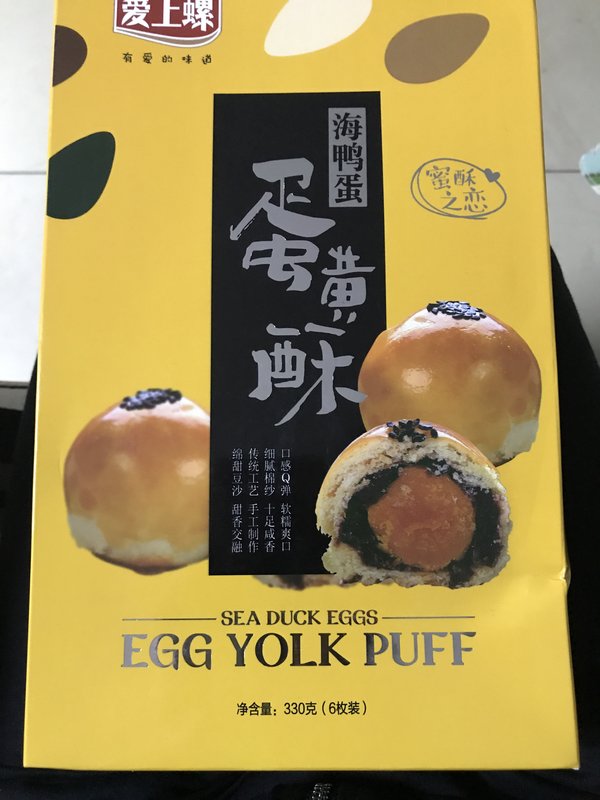 爱上螺
有爱的味道
海鸭蛋
蛋黄酥
蜜酥
之恋
口感Q弹 软糯爽口
细腻棉纱 十足咸香
传统工艺 手工制作
绵甜豆沙 甜香交融
SEA DUCK EGGS
EGG YOLK PUFF
净含量：330克（6枚装）